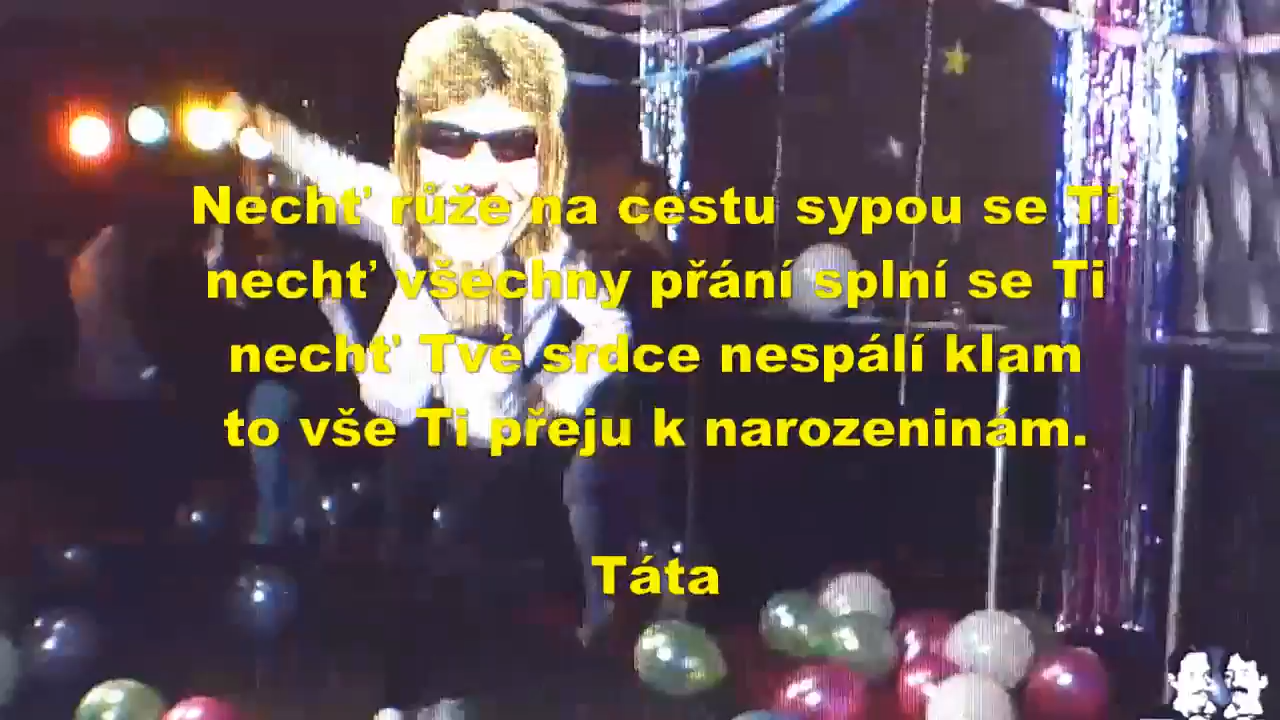 Nechť růže na cestu sypou se Ti
nechť všechny přání splní se Ti
nechť Tvé srdce nespálí klam
to vše Ti přeju k narozeninám.
Táta